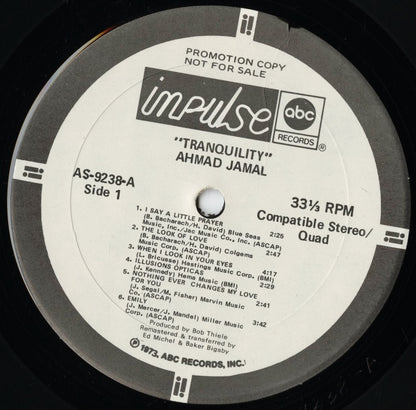 PROMOTION COPY
NOT FOR SALE
impulse
abc
RECORDS
®
"TRANQUILITY"
AHMAD JAMAL
AS-9238-A
Side 1
33⅓ RPM
Compatible Stereo/
Quad
1. I SAY A LITTLE PRAYER
(B. Bacharach/H. David) Blue Seas
Music, Inc./Jac Music Co., Inc. (ASCAP) 2:25
2. THE LOOK OF LOVE
(B. Bacharach/H. David) Colgems
Music Corp. (ASCAP) 2:47
3. WHEN I LOOK IN YOUR EYES
(L. Bricusse) Hastings Music Corp. (BMI) 4:17
4. ILLUSIONS OPTICAS
(J. Kennedy) Hema Music (BMI) 2:29
5. NOTHING EVER CHANGES MY LOVE
FOR YOU
(J. Segal/M. Fisher) Marvin Music
Co. (ASCAP) 2:41
6. EMILY
(J. Mercer/J. Mandel) Miller Music
Corp. (ASCAP) 3:42
Produced by Bob Thiele
Remastered & transferred by
Ed Michel & Baker Bigsby
℗ 1973, ABC RECORDS, INC.
impulse